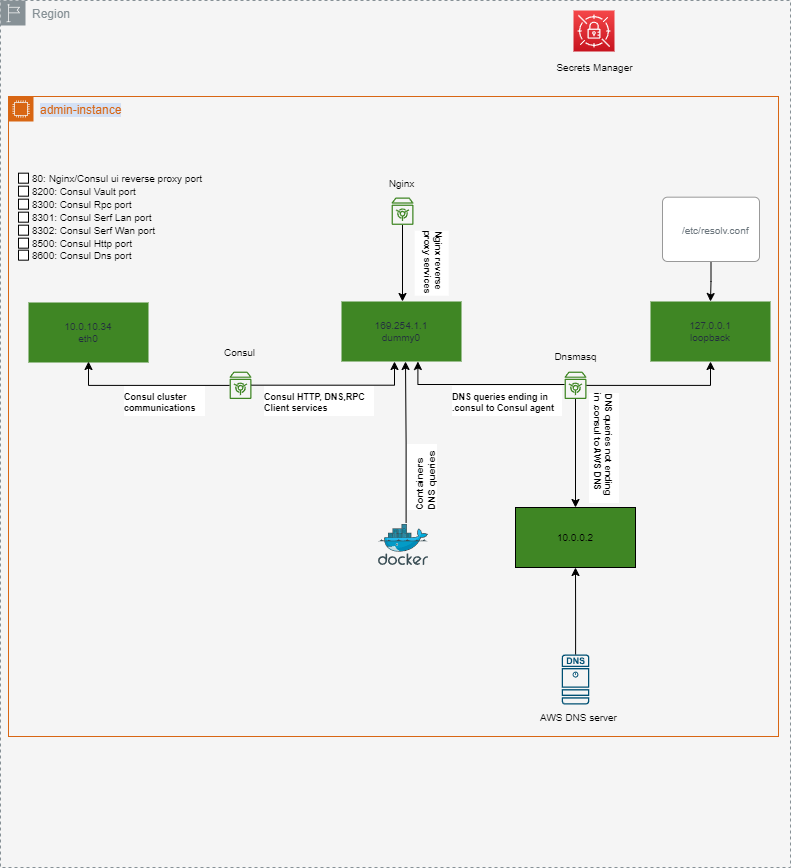 Region
Secrets Manager
admin-instance
80: Nginx/Consul ui reverse proxy port
8200: Consul Vault port
8300: Consul Rpc port
8301: Consul Serf Lan port
8302: Consul Serf Wan port
8500: Consul Http port
8600: Consul Dns port
Nginx
Nginx reverse
proxy services
/etc/resolv.conf
10.0.10.34
eth0
169.254.1.1
dummy0
127.0.0.1
loopback
Consul
Dnsmasq
Consul cluster
communications
Consul HTTP, DNS,RPC
Client services
DNS queries ending in
.consul to Consul agent
DNS queries not ending
in .consul to AWS DNS
Containers
DNS queries
docker
10.0.0.2
DNS
AWS DNS server